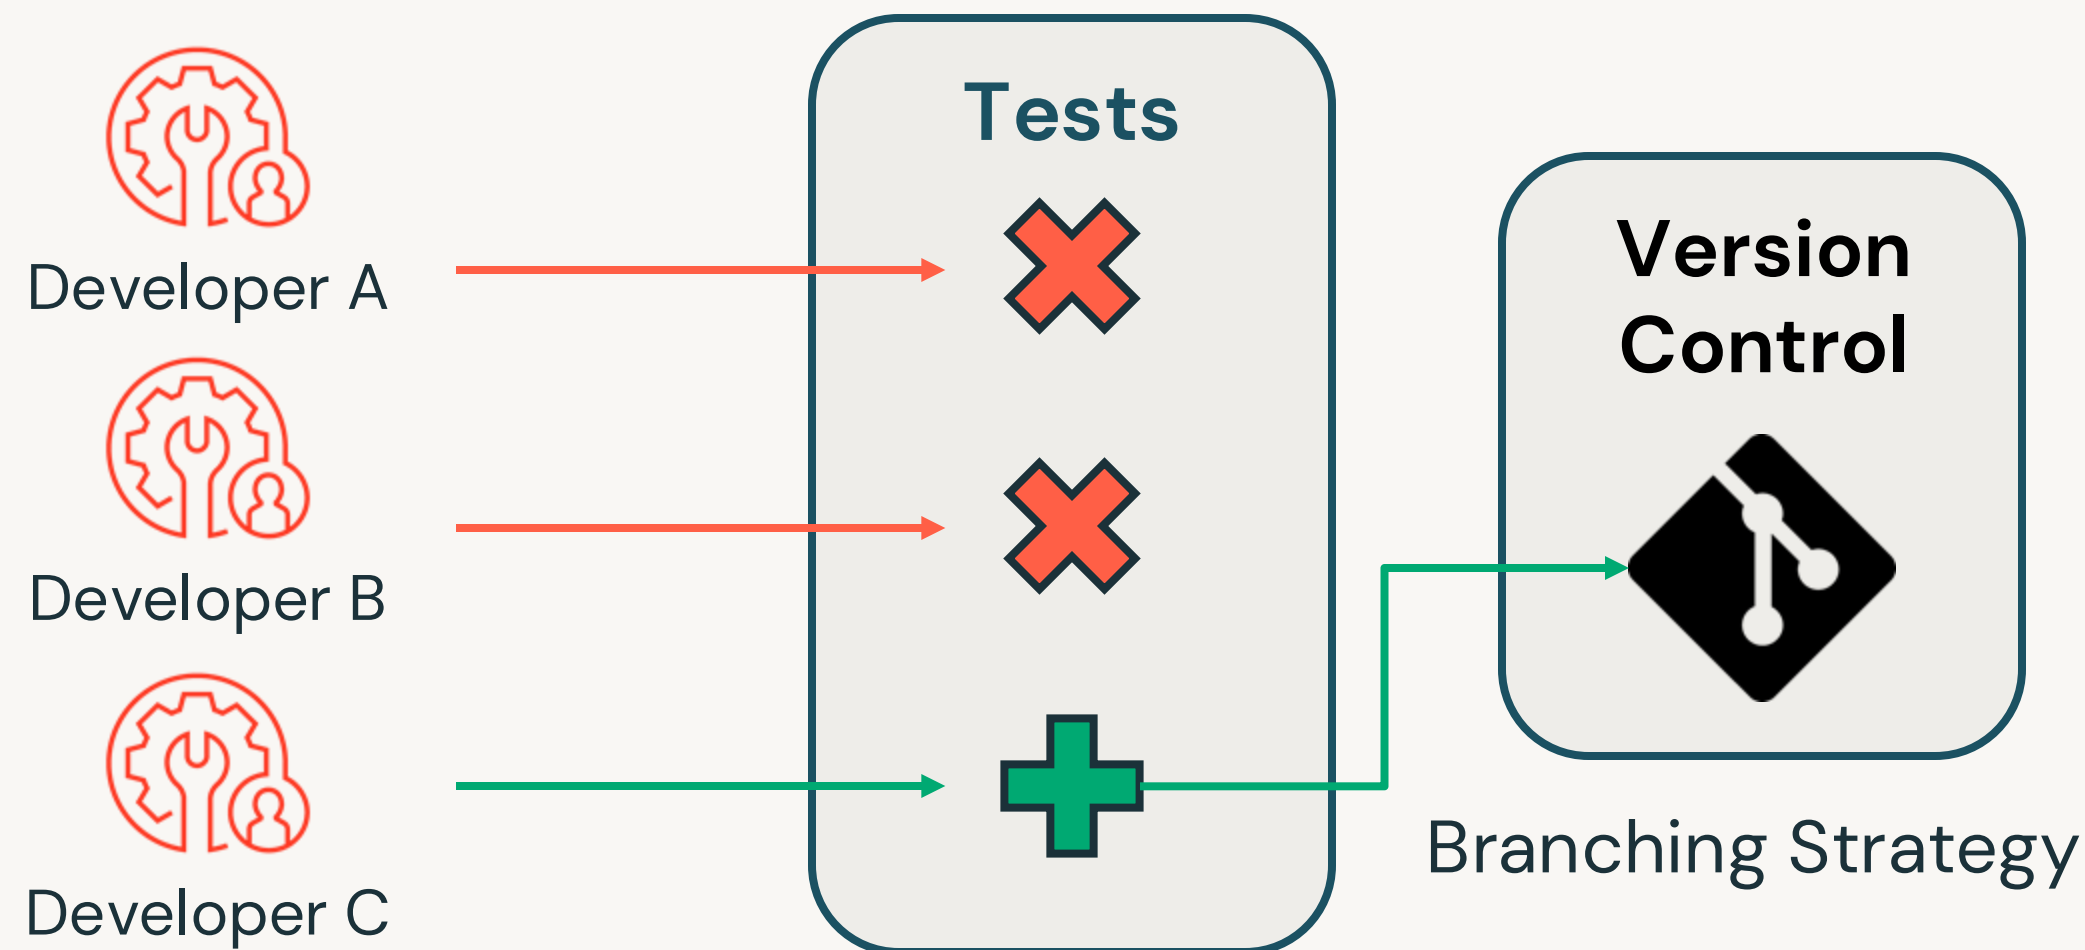 Tests
Developer A
Developer B
Developer C
Version
Control
Branching Strategy